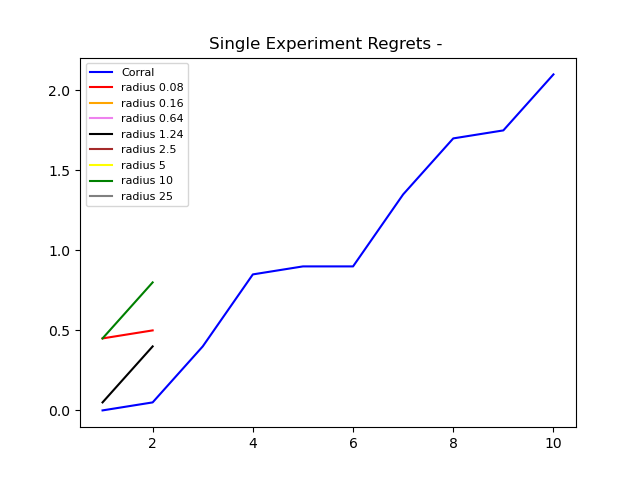 Single Experiment Regrets -
Corral
radius 0.08
radius 0.16
radius 0.64
radius 1.24
radius 2.5
radius 5
radius 10
radius 25
2.0
1.5
1.0
0.5
0.0
2 4 6 8 10